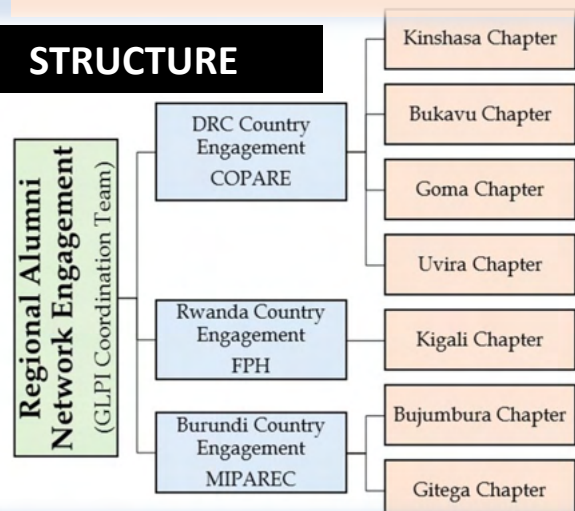 STRUCTURE
Regional Alumni
Network Engagement
(GLPI Coordination Team)
DRC Country
Engagement
COPARE
Rwanda Country
Engagement
FPH
Burundi Country
Engagement
MIPAREC
Kinshasa Chapter
Bukavu Chapter
Goma Chapter
Uvira Chapter
Kigali Chapter
Bujumbura Chapter
Gitega Chapter